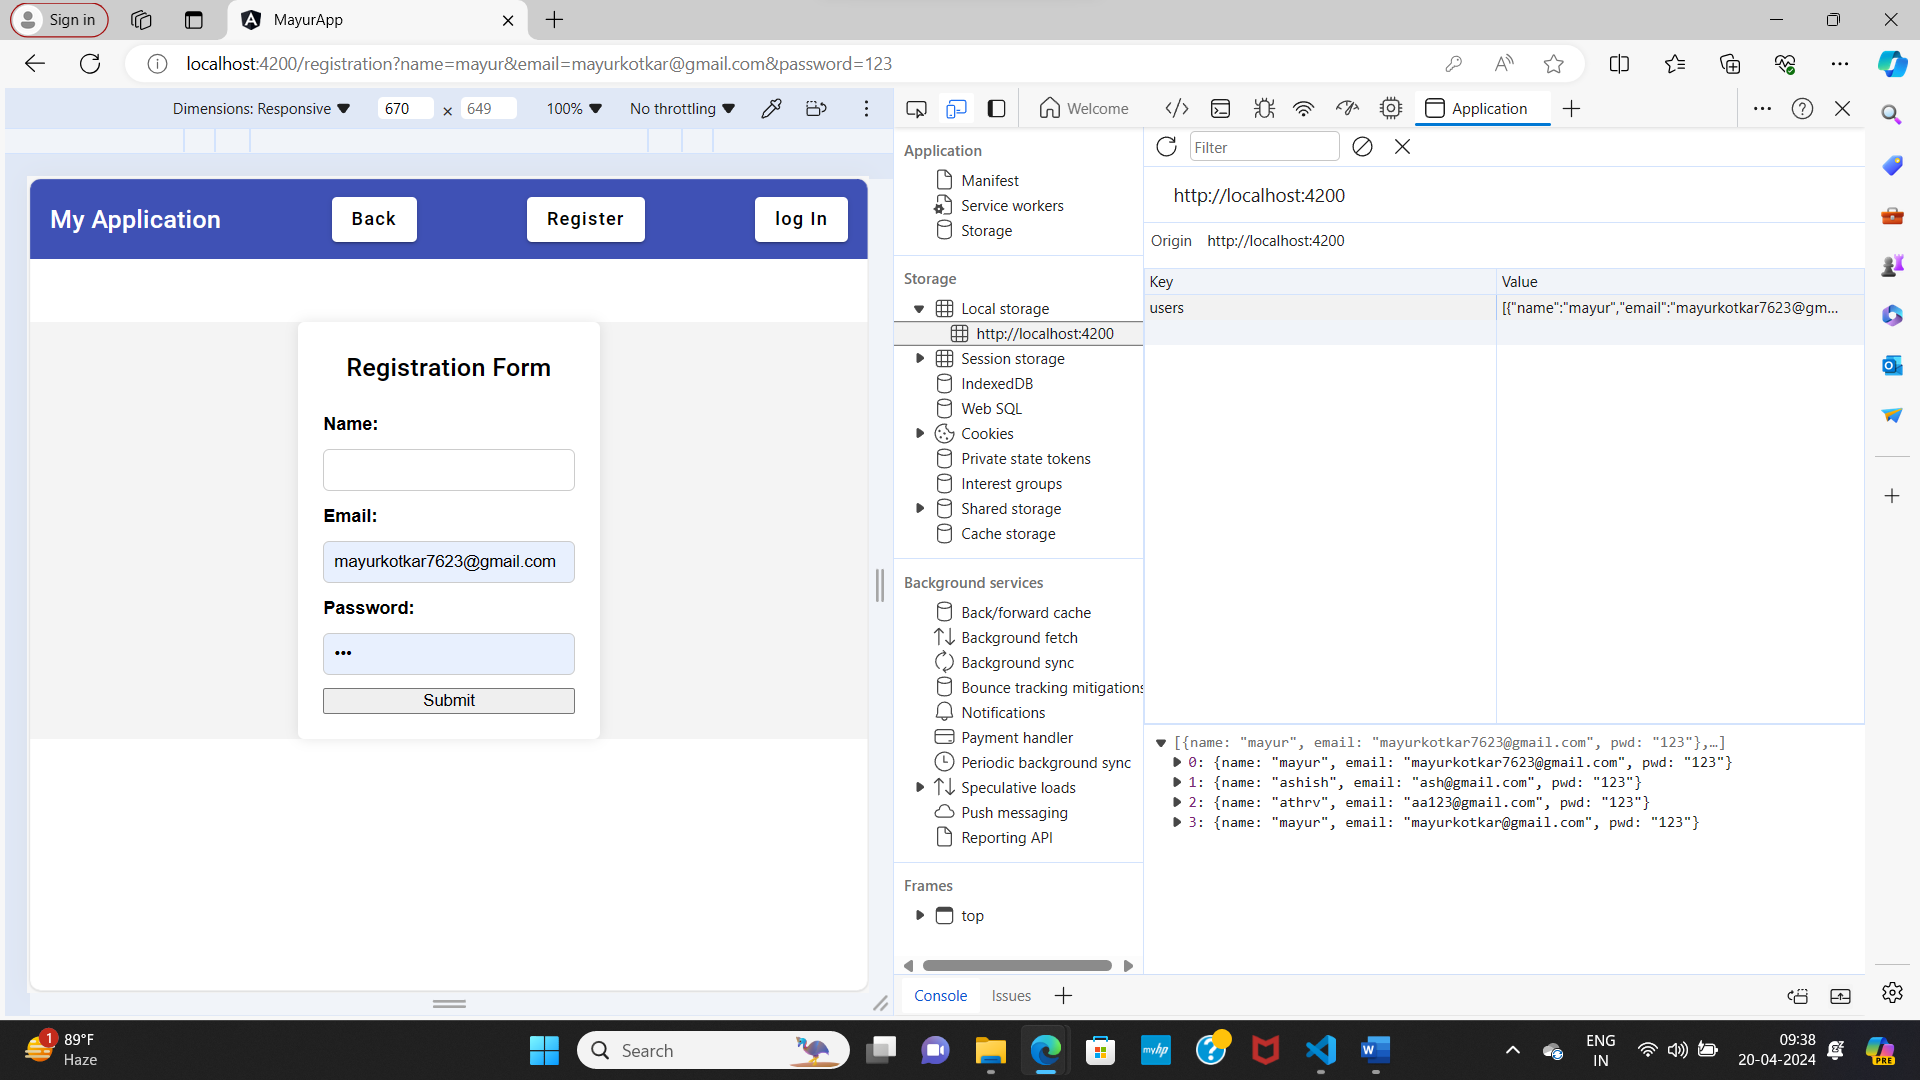 Sign in
MayurApp
localhost:4200/registration?name=mayur&email=mayurkotkar@gmail.com&password=123
Dimensions: Responsive 670 × 649 100% No throttling
Welcome
Application
My Application
Back
Register
log In
Registration Form
Name:
Email:
mayurkotkar7623@gmail.com
Password:
•••
Submit
Application
Manifest
Service workers
Storage
Storage
Local storage
http://localhost:4200
Session storage
IndexedDB
Web SQL
Cookies
Private state tokens
Interest groups
Shared storage
Cache storage
Background services
Back/forward cache
Background fetch
Background sync
Bounce tracking mitigations
Notifications
Payment handler
Periodic background sync
Speculative loads
Push messaging
Reporting API
Frames
top
Filter
http://localhost:4200
Origin http://localhost:4200
Key Value
users [{"name":"mayur","email":"mayurkotkar7623@gm...
[{name: "mayur", email: "mayurkotkar7623@gmail.com", pwd: "123"},…]
0: {name: "mayur", email: "mayurkotkar7623@gmail.com", pwd: "123"}
1: {name: "ashish", email: "ash@gmail.com", pwd: "123"}
2: {name: "athrv", email: "aa123@gmail.com", pwd: "123"}
3: {name: "mayur", email: "mayurkotkar@gmail.com", pwd: "123"}
Console Issues
1
89°F
Haze
Search
myhp
ENG
IN
09:38
20-04-2024
PRE